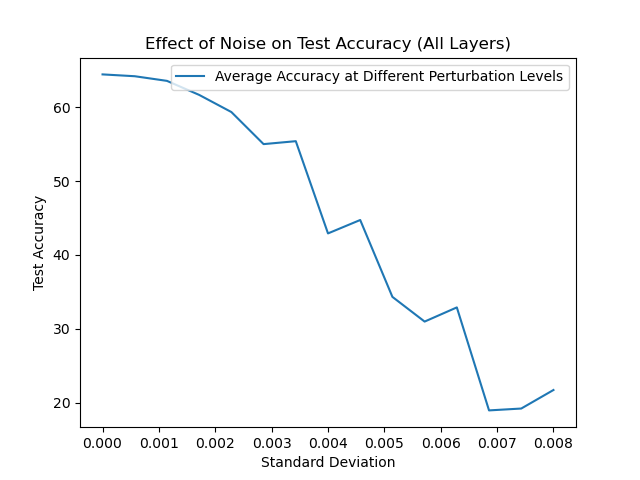 Effect of Noise on Test Accuracy (All Layers)
Average Accuracy at Different Perturbation Levels
Test Accuracy
60
50
40
30
20
0.000 0.001 0.002 0.003 0.004 0.005 0.006 0.007 0.008
Standard Deviation